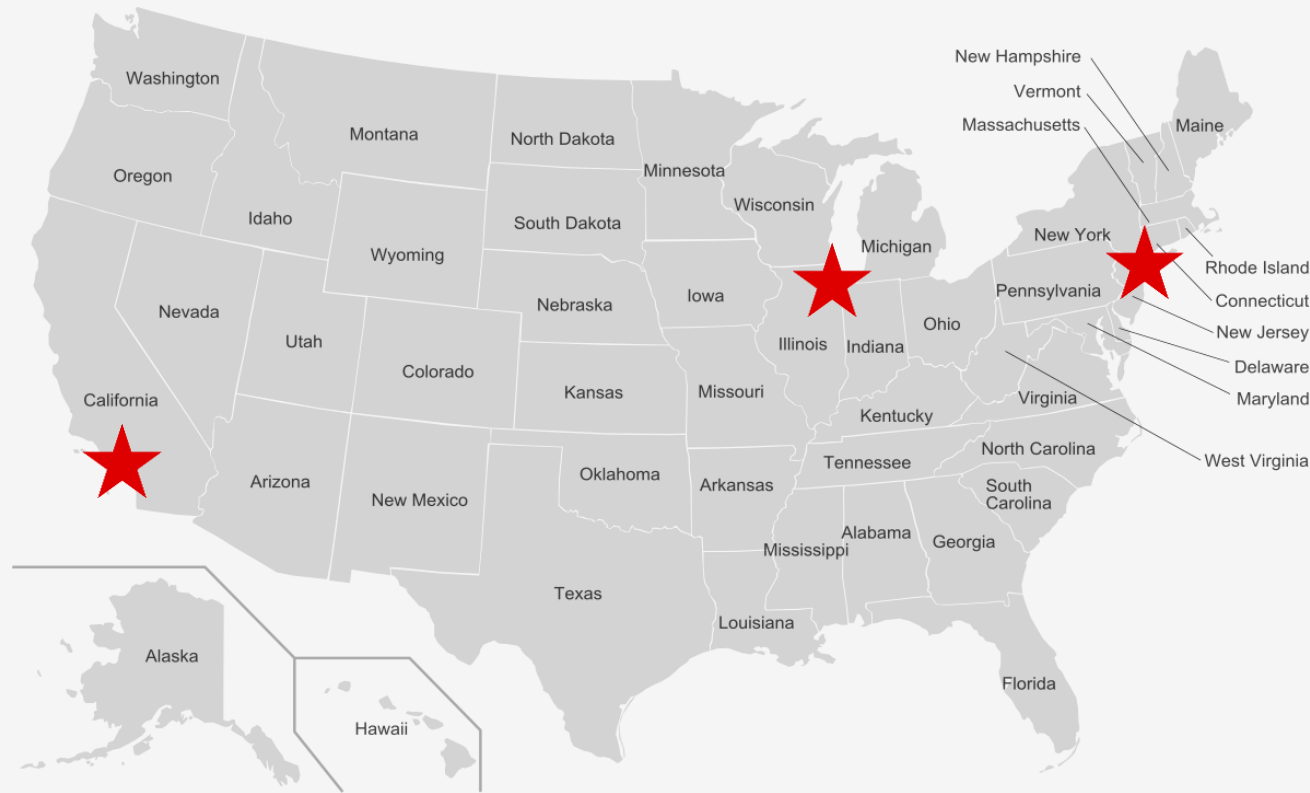 New Hampshire
Washington
Vermont
Massachusetts
Maine
Montana
North Dakota
Minnesota
Oregon
Wisconsin
Idaho
South Dakota
New York
Michigan
Wyoming
Rhode Island
Pennsylvania
Iowa
Connecticut
Nebraska
Nevada
Ohio
New Jersey
Utah
Illinois
Indiana
Delaware
Colorado
Kansas
Missouri
Virginia
Maryland
California
Kentucky
North Carolina
West Virginia
Tennessee
Oklahoma
Arizona
Arkansas
South
Carolina
New Mexico
Alabama
Georgia
Mississippi
Texas
Louisiana
Alaska
Florida
Hawaii